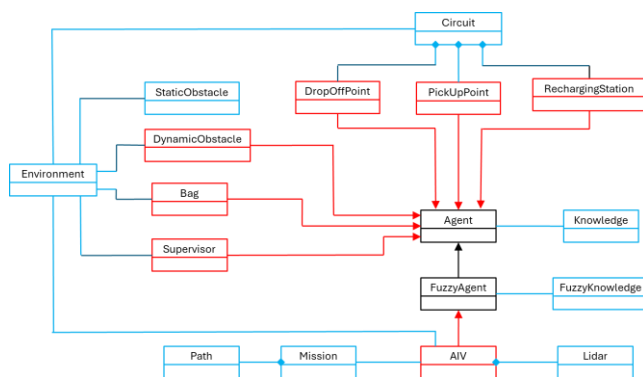 Circuit
StaticObstacle
DropOffPoint
PickUpPoint
RechargingStation
DynamicObstacle
Environment
Bag
Agent
Knowledge
Supervisor
FuzzyAgent
FuzzyKnowledge
Path
Mission
AIV
Lidar